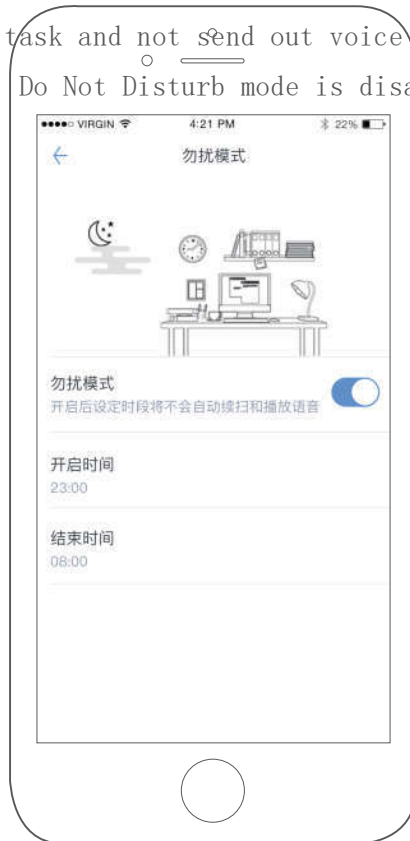 task and not send out voice
Do Not Disturb mode is disa
VIRGIN 4:21 PM 22%
勿扰模式
勿扰模式
开启后设定时段将不会自动续扫和播放语音
开启时间
23:00
结束时间
08:00